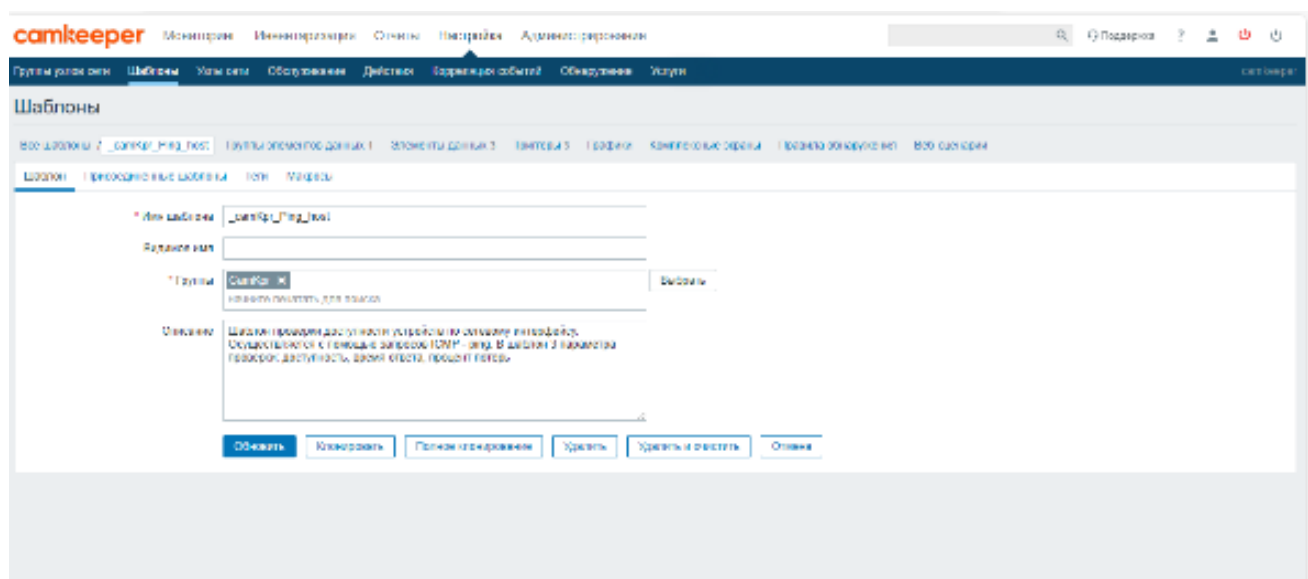 camkeeper Мониторинг Инвентаризация Отчеты Настройка Администрирование Поддержка ?
Группы узлов сети Шаблоны Узлы сети Обслуживание Действия Корреляция событий Обнаружение Услуги camkeeper
Шаблоны
Все шаблоны / _camKpr_Ping_host Группы элементов данных 1 Элементы данных 3 Триггеры 3 Графики Комплексные экраны Правила обнаружения Веб-сценарии
Шаблон Присоединенные шаблоны Теги Макросы
* Имя шаблона _camKpr_Ping_host
Видимое имя
* Группы CamKpr × Выбрать
начните печатать для поиска
Описание Шаблон проверки доступности устройств по сетевому интерфейсу.
Осуществляется с помощью запросов ICMP - ping. В шаблоне 3 параметра
проверок: доступность, время ответа, процент потерь
Обновить Клонировать Полное клонирование Удалить Удалить и очистить Отмена